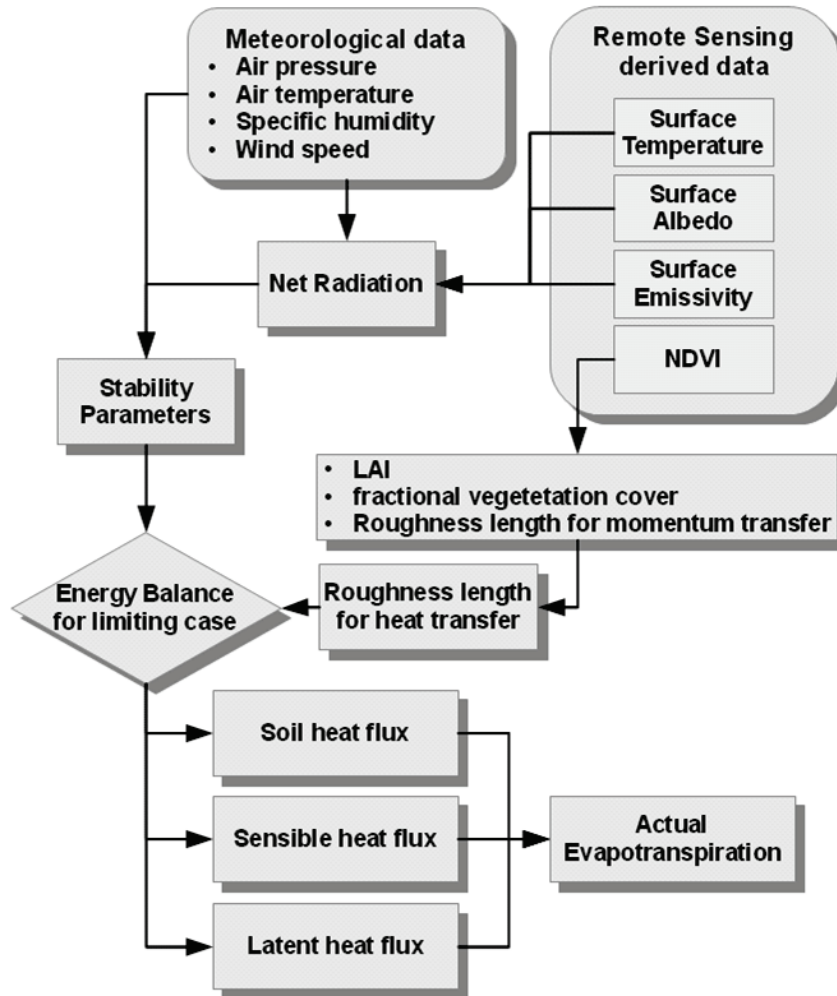 Meteorological data
• Air pressure
• Air temperature
• Specific humidity
• Wind speed
Remote Sensing
derived data
Surface
Temperature
Surface
Albedo
Surface
Emissivity
NDVI
Net Radiation
Stability
Parameters
• LAI
• fractional vegetetation cover
• Roughness length for momentum transfer
Energy Balance
for limiting case
Roughness length
for heat transfer
Soil heat flux
Sensible heat flux
Latent heat flux
Actual
Evapotranspiration